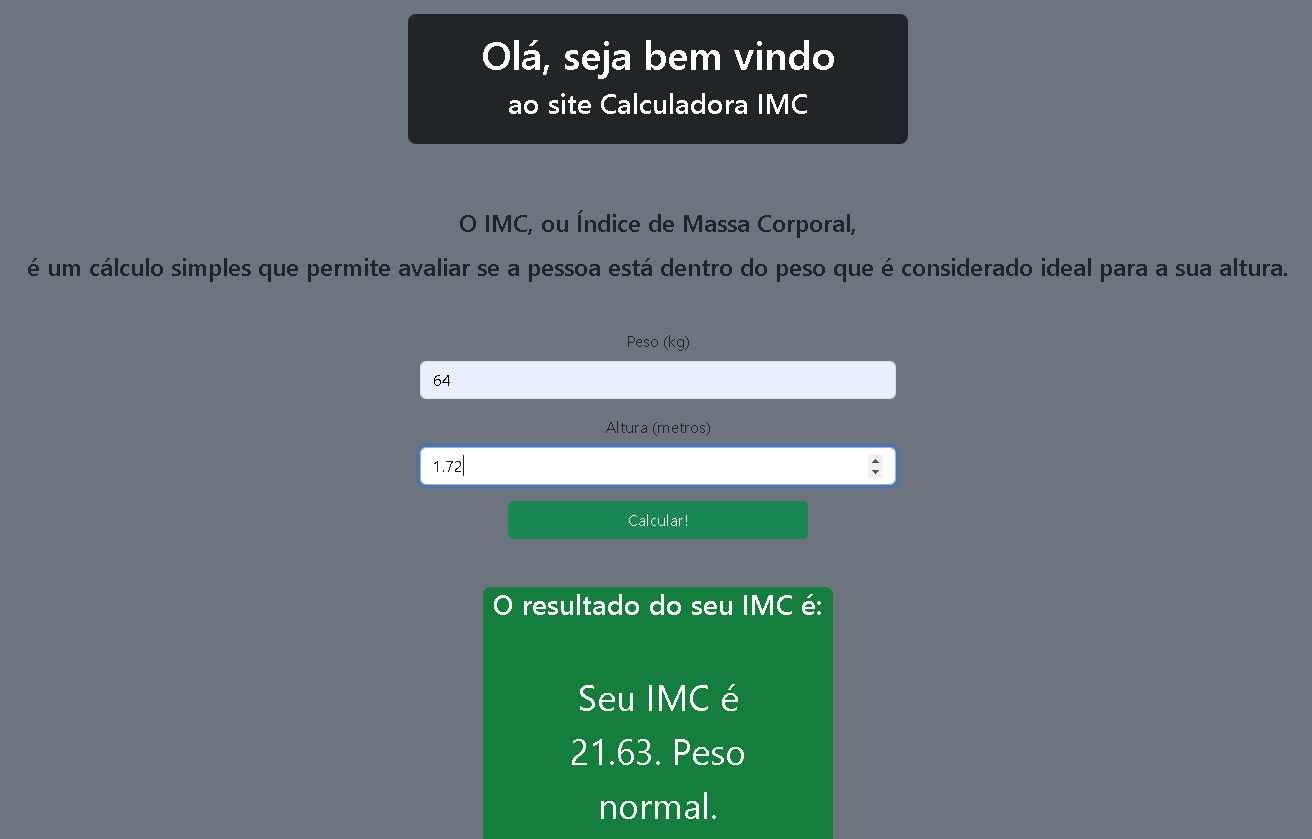 Olá, seja bem vindo
ao site Calculadora IMC
O IMC, ou Índice de Massa Corporal,
é um cálculo simples que permite avaliar se a pessoa está dentro do peso que é considerado ideal para a sua altura.
Peso (kg)
64
Altura (metros)
1.72
Calcular!
O resultado do seu IMC é:
Seu IMC é
21.63. Peso
normal.